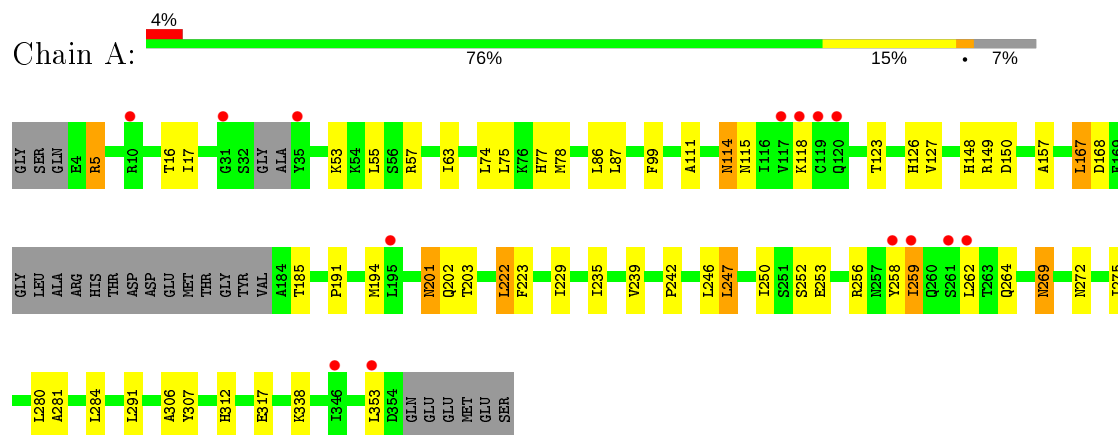 4%
Chain A:
76% 15% • 7%
GLY SER GLN E4 R5 R10 T16 I17 G31 S32 GLY ALA Y35 K53 K54 L55 S56 R57 I63 L74 L75 K76 H77 M78 L86 L87 F99 A111 N114 N115 I116 V117 K118 C119 Q120 T123 H126 V127 H148 R149 D150 A157 L167 D168 F169
GLY LEU ALA ARG HIS THR ASP ASP GLU MET THR GLY TYR VAL A184 T185 P191 M194 L195 N201 Q202 T203 L222 F223 I229 I235 V239 P242 L246 L247 I250 S251 S252 E253 R256 N257 Y258 I259 Q260 S261 L262 T263 Q264 N269 N272 I275
L280 A281 L284 L291 A306 Y307 H312 E317 K338 I346 L353 D354 GLN GLU GLU MET GLU SER